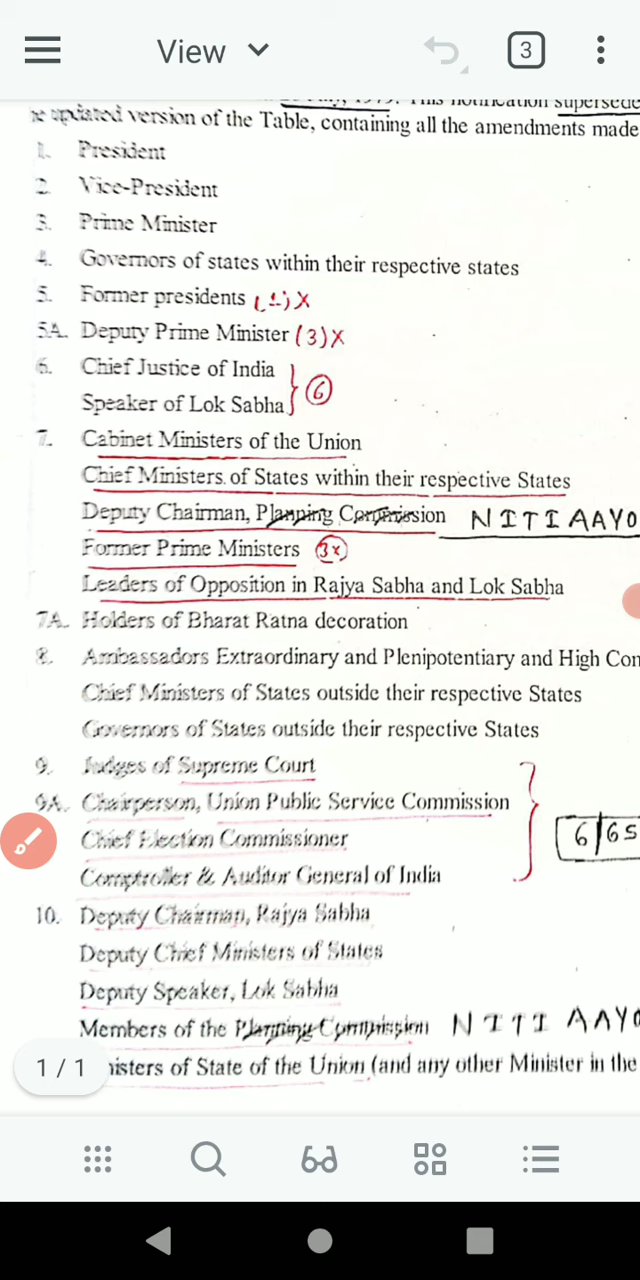 View
3
This notification supersede
updated version of the Table, containing all the amendments made
1. President
2. Vice-President
3. Prime Minister
4. Governors of states within their respective states
5. Former presidents (1)X
5A. Deputy Prime Minister (3)X
6. Chief Justice of India
6
Speaker of Lok Sabha
7. Cabinet Ministers of the Union
Chief Ministers of States within their respective States
Deputy Chairman, Planning Commission NITI AAYO
Former Prime Ministers 3x
Leaders of Opposition in Rajya Sabha and Lok Sabha
7A. Holders of Bharat Ratna decoration
8. Ambassadors Extraordinary and Plenipotentiary and High Con
Chief Ministers of States outside their respective States
Governors of States outside their respective States
9. Judges of Supreme Court
9A. Chairperson, Union Public Service Commission
Chief Election Commissioner
6/65
Comptroller & Auditor General of India
10. Deputy Chairman, Rajya Sabha
Deputy Chief Ministers of States
Deputy Speaker, Lok Sabha
Members of the Planning Commission NITI AAYO
1 / 1
nisters of State of the Union (and any other Minister in the